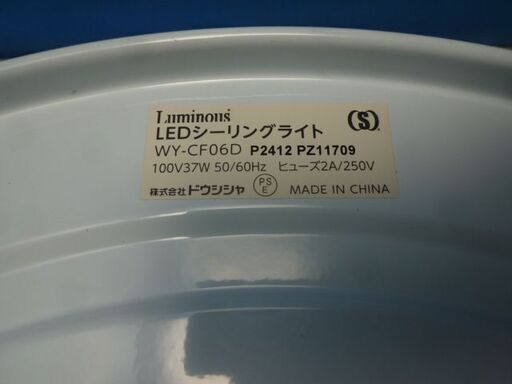 Luminous
LEDシーリングライト
(S)
WY-CF06D P2412 PZ11709
100V37W 50/60Hz ヒューズ2A/250V
株式会社ドウシシャ PSE MADE IN CHINA